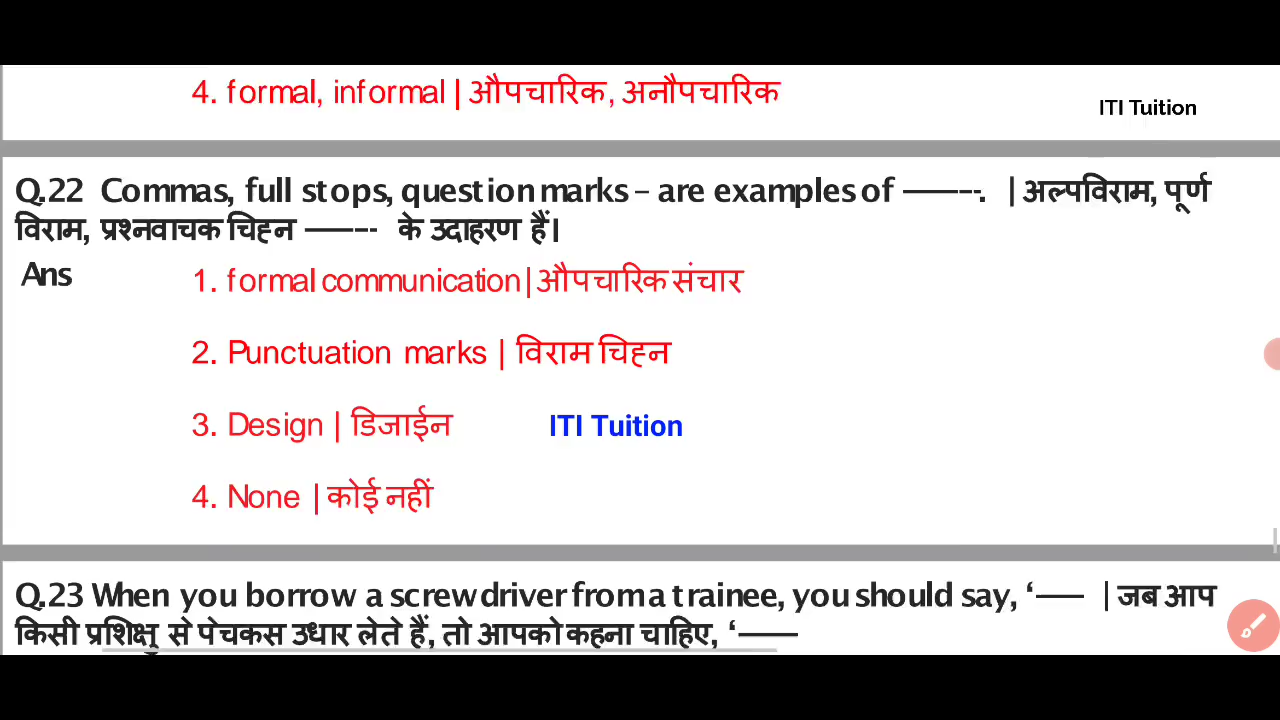 4. formal, informal | औपचारिक, अनौपचारिक
ITI Tuition
Q.22 Commas, full stops, question marks – are examples of ———--. | अल्पविराम, पूर्ण
विराम, प्रश्नवाचक चिह्न ———-- के उदाहरण हैं।
Ans
1. formal communication | औपचारिक संचार
2. Punctuation marks | विराम चिह्न
3. Design | डिजाईन
ITI Tuition
4. None | कोई नहीं
Q.23 When you borrow a screwdriver from a trainee, you should say, ‘—— | जब आप
किसी प्रशिक्षु से पेचकस उधार लेते हैं, तो आपको कहना चाहिए, ‘——